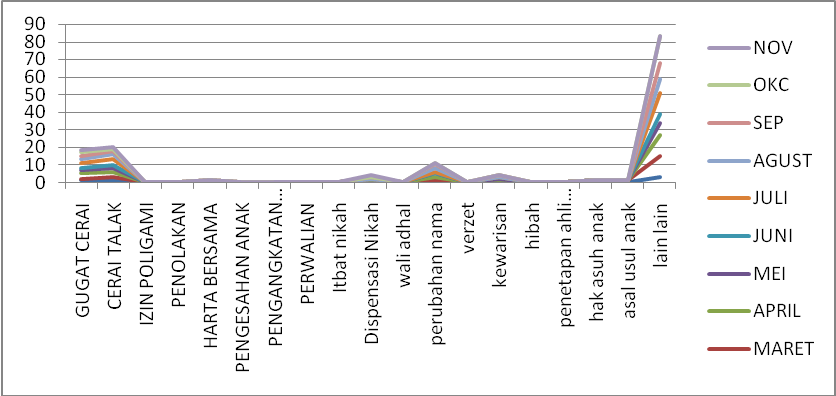 90
80
70
60
50
40
30
20
10
0
GUGAT CERAI
CERAI TALAK
IZIN POLIGAMI
PENOLAKAN
HARTA BERSAMA
PENGESAHAN ANAK
PENGANGKATAN...
PERWALIAN
Itbat nikah
Dispensasi Nikah
wali adhal
perubahan nama
verzet
kewarisan
hibah
penetapan ahli...
hak asuh anak
asal usul anak
lain lain
NOV
OKC
SEP
AGUST
JULI
JUNI
MEI
APRIL
MARET